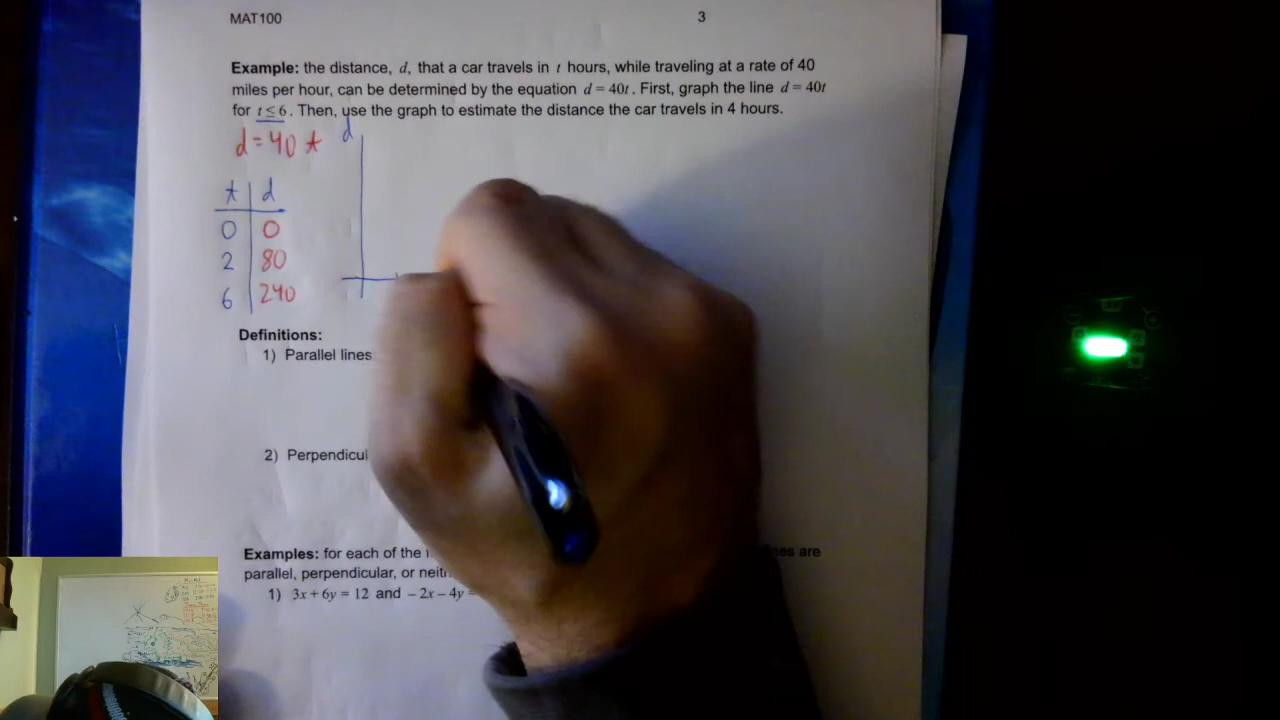 MAT100 3
Example: the distance, d, that a car travels in t hours, while traveling at a rate of 40
miles per hour, can be determined by the equation d = 40t. First, graph the line d = 40t
for t ≤ 6. Then, use the graph to estimate the distance the car travels in 4 hours.
d = 40 t
d
t d
0 0
2 80
6 240
Definitions:
1) Parallel lines
2)
Examples: for each of the
are
parallel, perpendicular, or
1) 3x + 6y = 12 and - 2x - 4y =